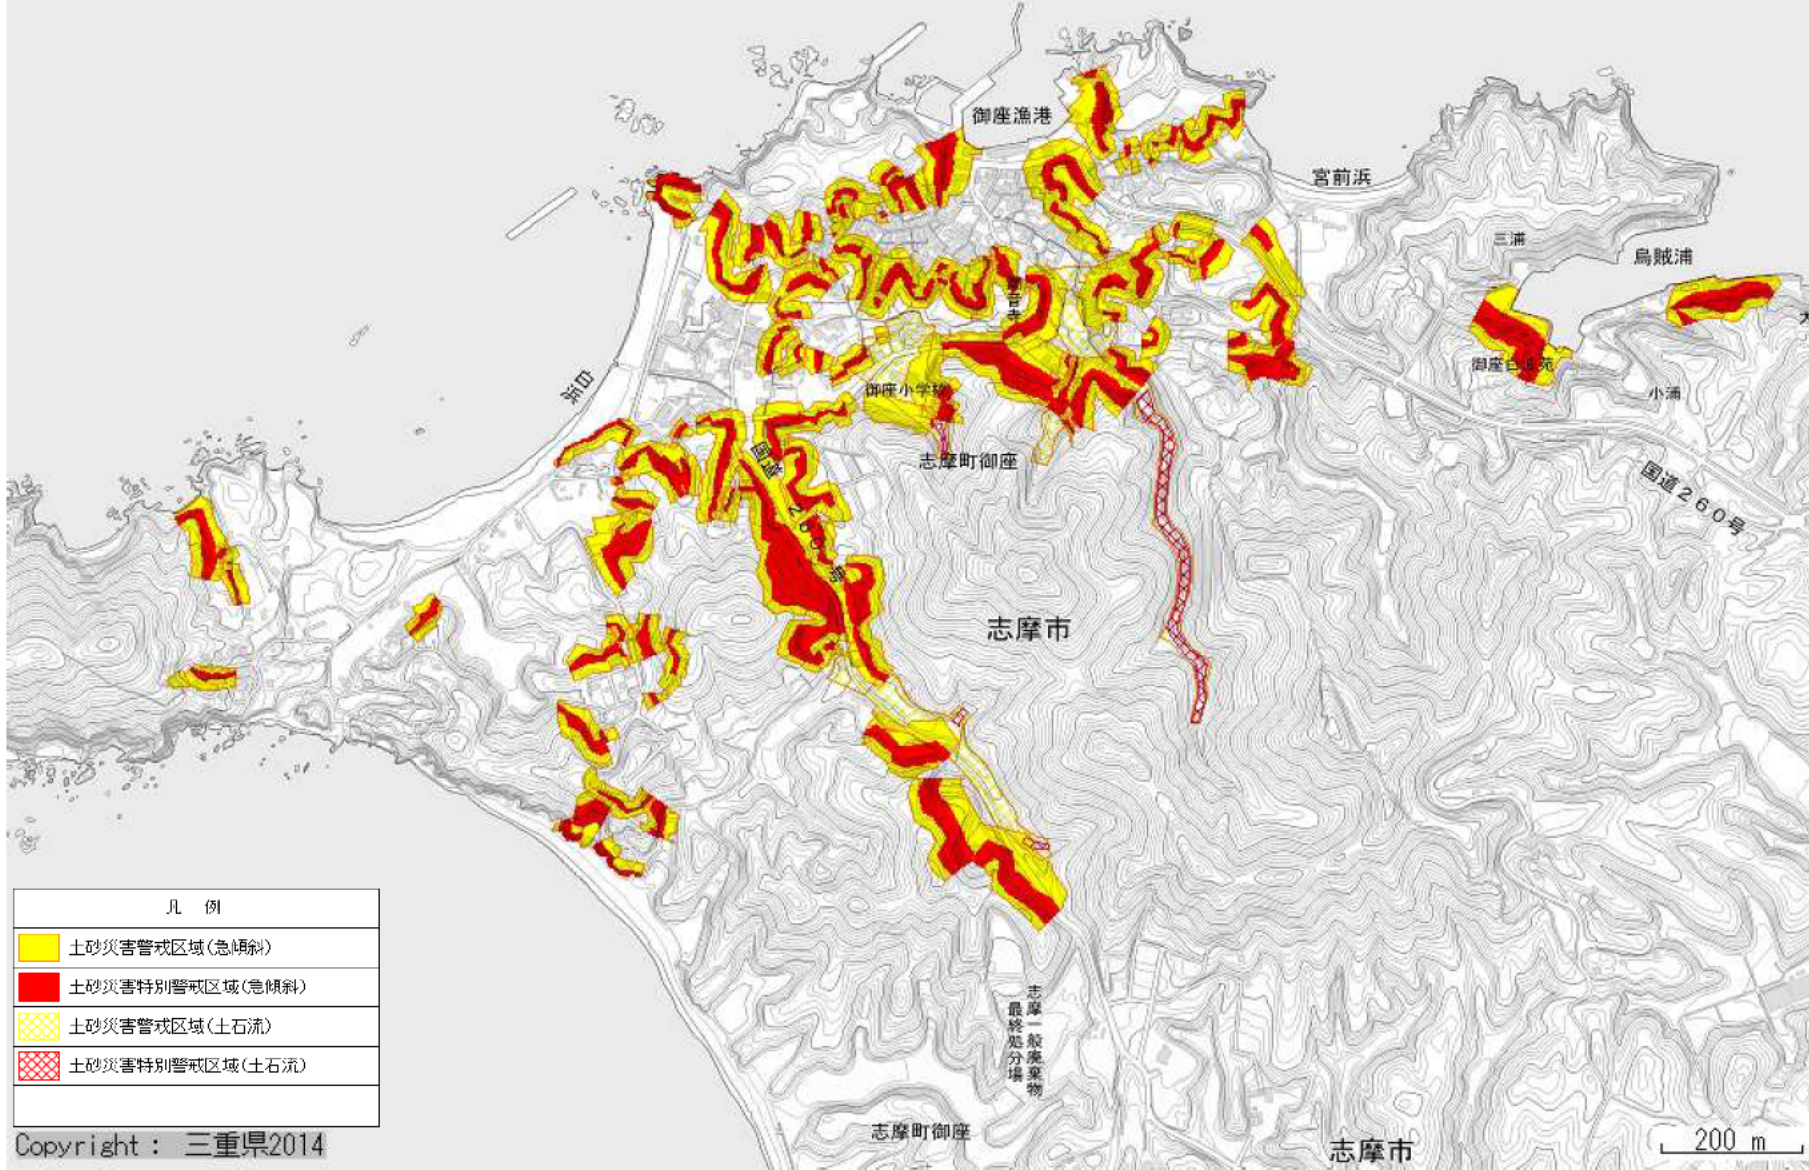 御座漁港
宮前浜
三浦
烏賊浦
大
白浜
御座小学校
御座白浜苑
小浦
国道
260号
志摩町御座
国道260号
志摩市
凡 例
土砂災害警戒区域(急傾斜)
土砂災害特別警戒区域(急傾斜)
土砂災害警戒区域(土石流)
土砂災害特別警戒区域(土石流)
志摩一般廃棄物
最終処分場
志摩町御座
志摩市
200 m
Copyright : 三重県2014